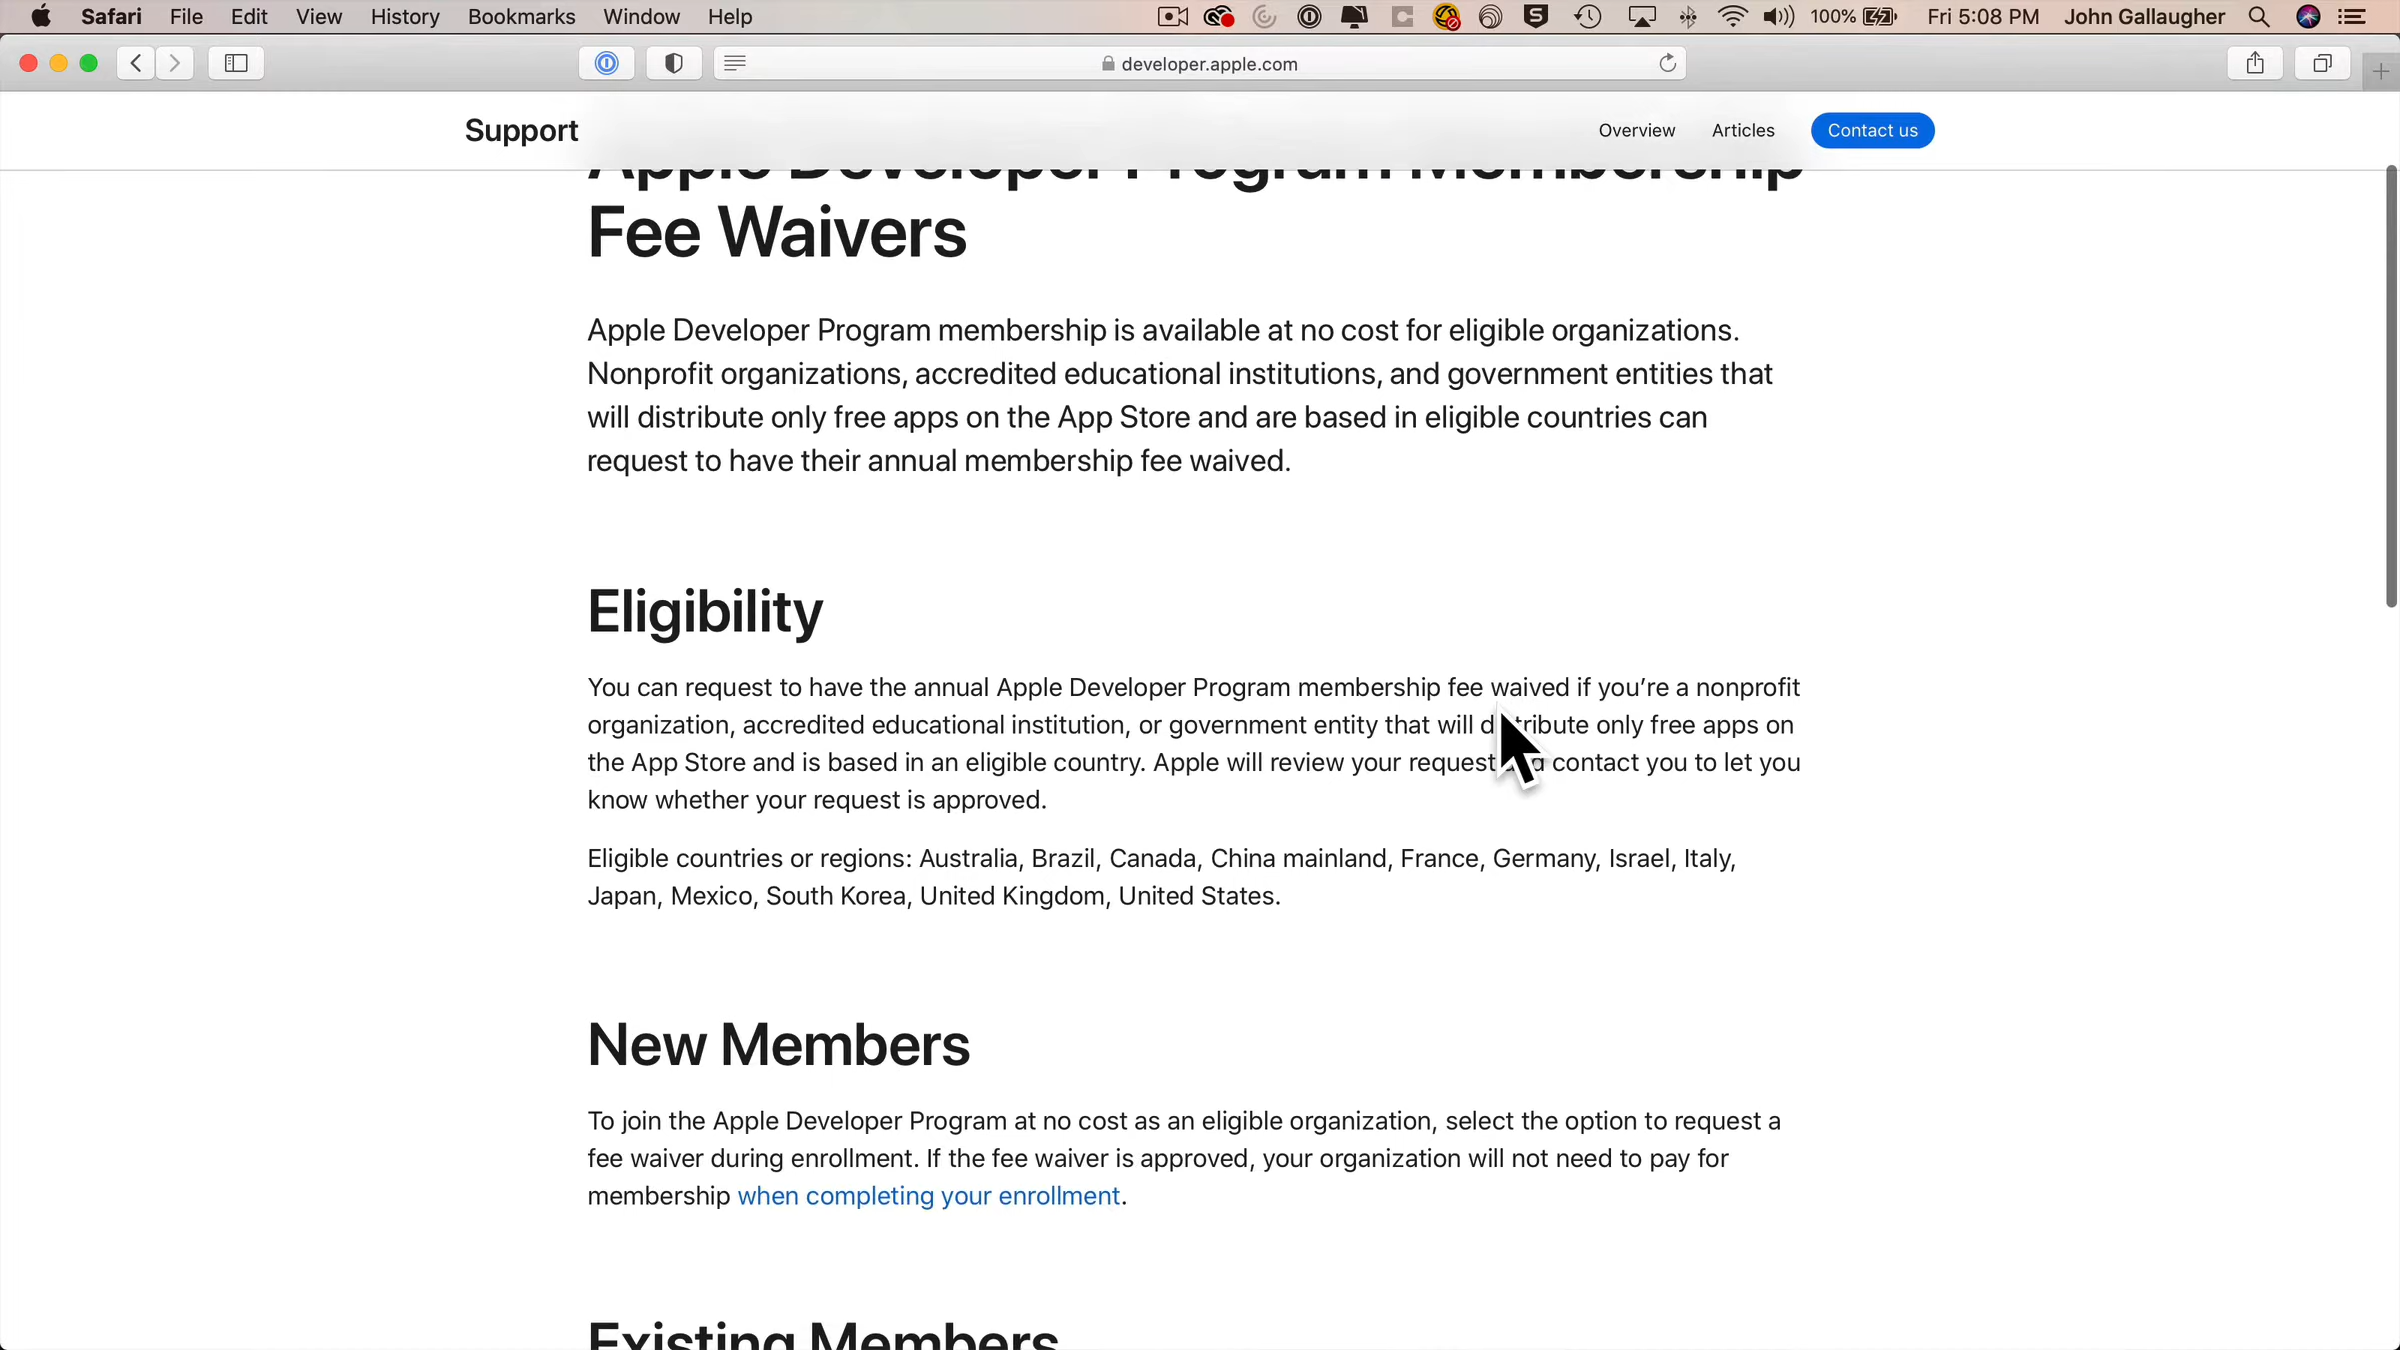 Safari File Edit View History Bookmarks Window Help 100% Fri 5:08 PM John Gallaugher
developer.apple.com
Support Overview Articles Contact us
Apple Developer Program Membership
Fee Waivers
Apple Developer Program membership is available at no cost for eligible organizations.
Nonprofit organizations, accredited educational institutions, and government entities that
will distribute only free apps on the App Store and are based in eligible countries can
request to have their annual membership fee waived.
Eligibility
You can request to have the annual Apple Developer Program membership fee waived if you’re a nonprofit
organization, accredited educational institution, or government entity that will distribute only free apps on
the App Store and is based in an eligible country. Apple will review your request and contact you to let you
know whether your request is approved.
Eligible countries or regions: Australia, Brazil, Canada, China mainland, France, Germany, Israel, Italy,
Japan, Mexico, South Korea, United Kingdom, United States.
New Members
To join the Apple Developer Program at no cost as an eligible organization, select the option to request a
fee waiver during enrollment. If the fee waiver is approved, your organization will not need to pay for
membership when completing your enrollment.
Existing Members